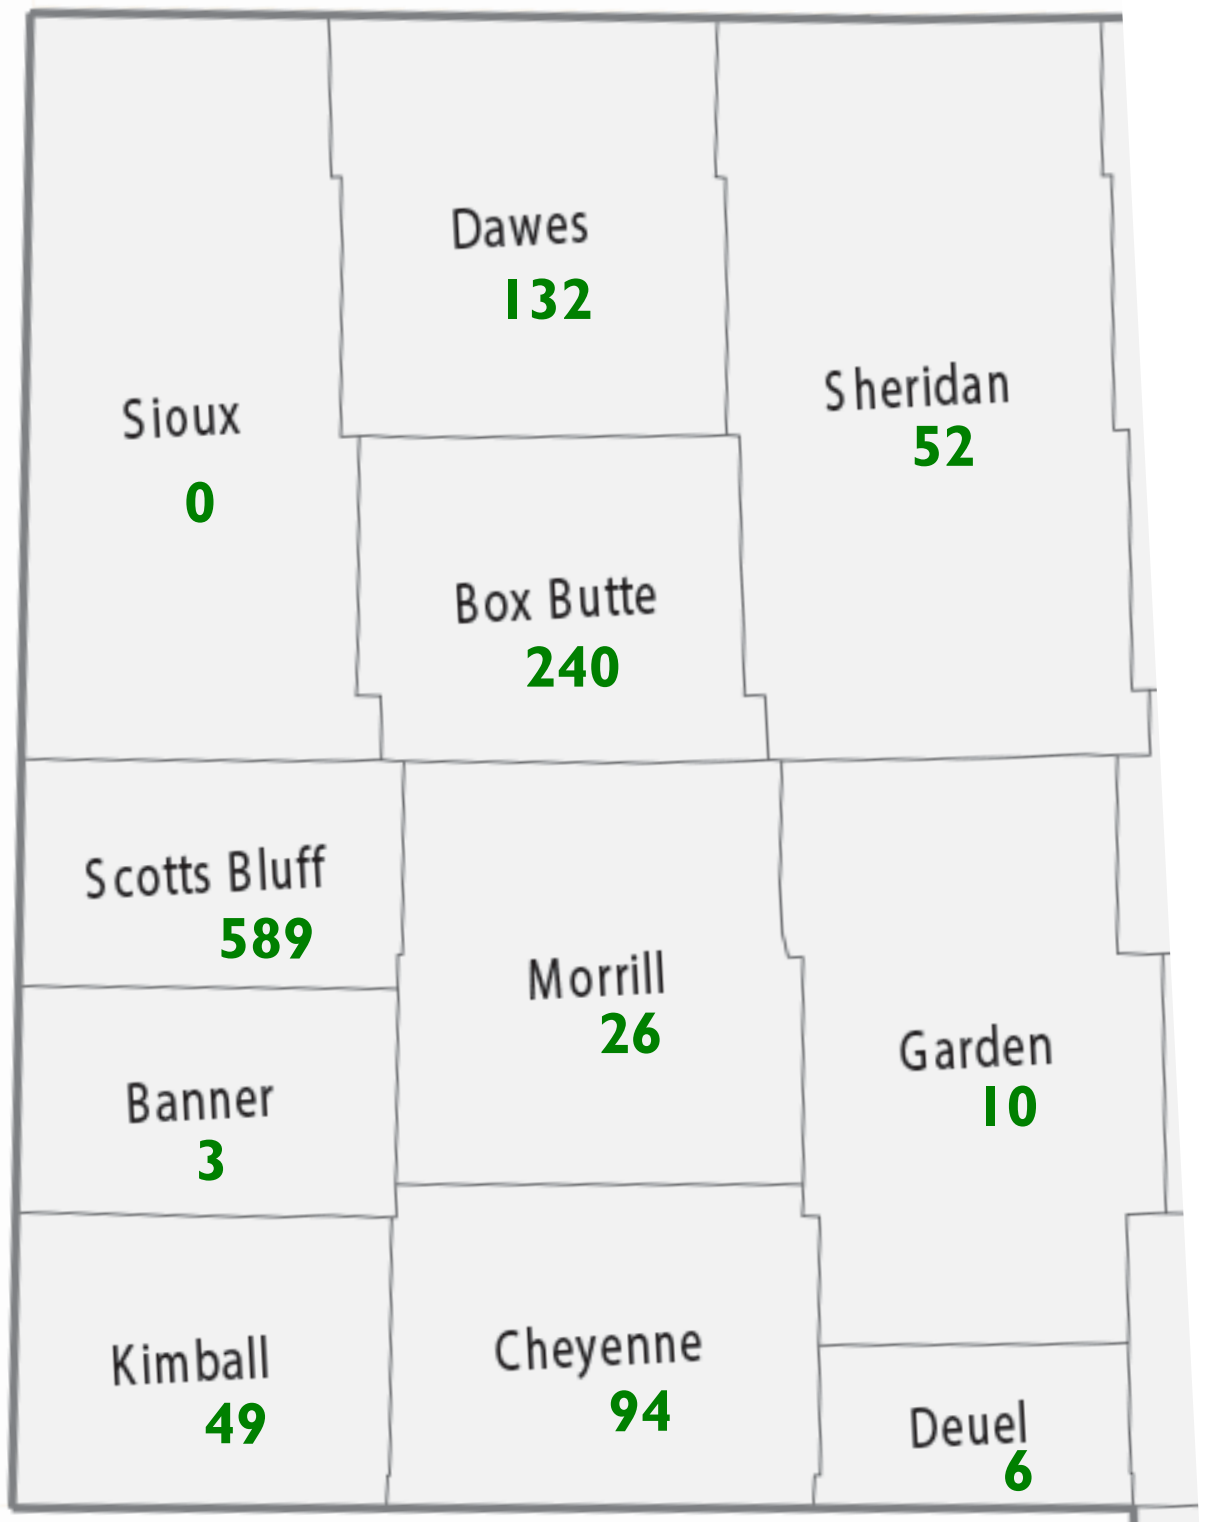 Dawes
132
Sheridan
52
Sioux
0
Box Butte
240
Scotts Bluff
589
Morrill
26
Garden
10
Banner
3
Kimball
49
Cheyenne
94
Deuel
6